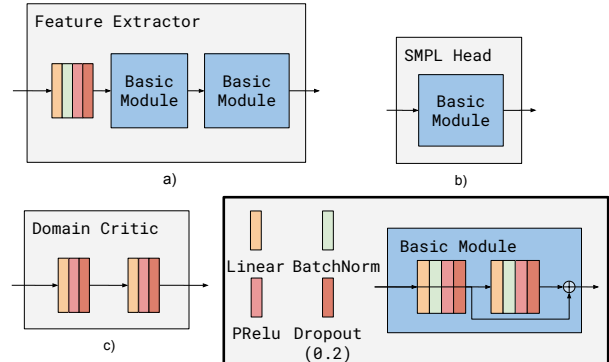 Feature Extractor
Basic
Module
Basic
Module
a)
SMPL Head
Basic
Module
b)
Domain Critic
c)
Linear
BatchNorm
PRelu
Dropout
(0.2)
Basic Module